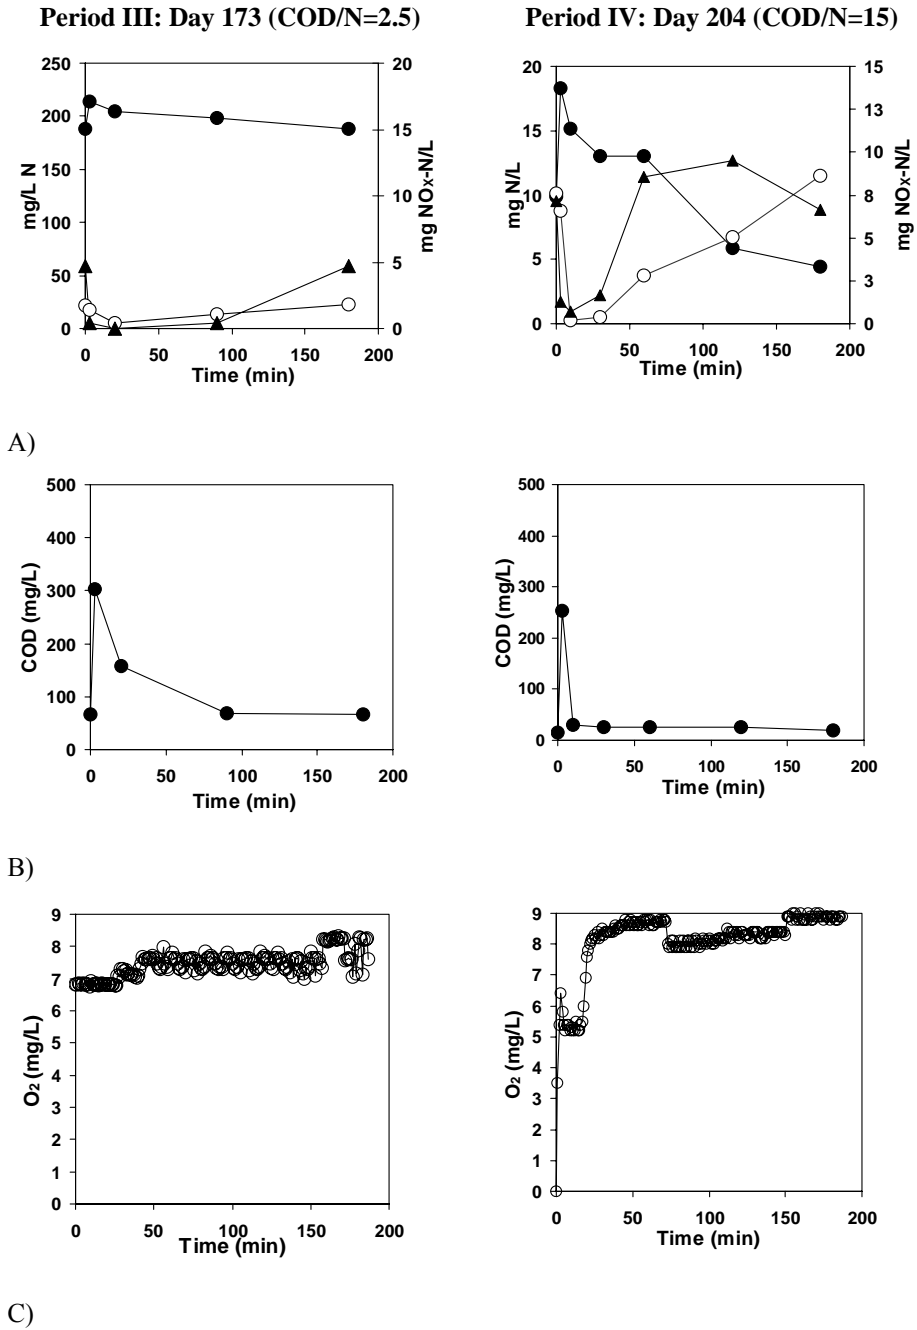 Period III: Day 173 (COD/N=2.5)
Period IV: Day 204 (COD/N=15)
250
200
150
100
50
0
mg/L N
20
15
10
5
0
mg NOX-N/L
0 50 100 150 200
Time (min)
20
15
10
5
0
mg N/L
15
13
10
8
5
3
0
mg NOX-N/L
0 50 100 150 200
Time (min)
A)
500
400
300
200
100
0
COD (mg/L)
0 50 100 150 200
Time (min)
500
400
300
200
100
0
COD (mg/L)
0 50 100 150 200
Time (min)
B)
9
8
7
6
5
4
3
2
1
0
O2 (mg/L)
0 50 100 150 200
Time (min)
9
8
7
6
5
4
3
2
1
0
O2 (mg/L)
0 50 100 150 200
Time (min)
C)